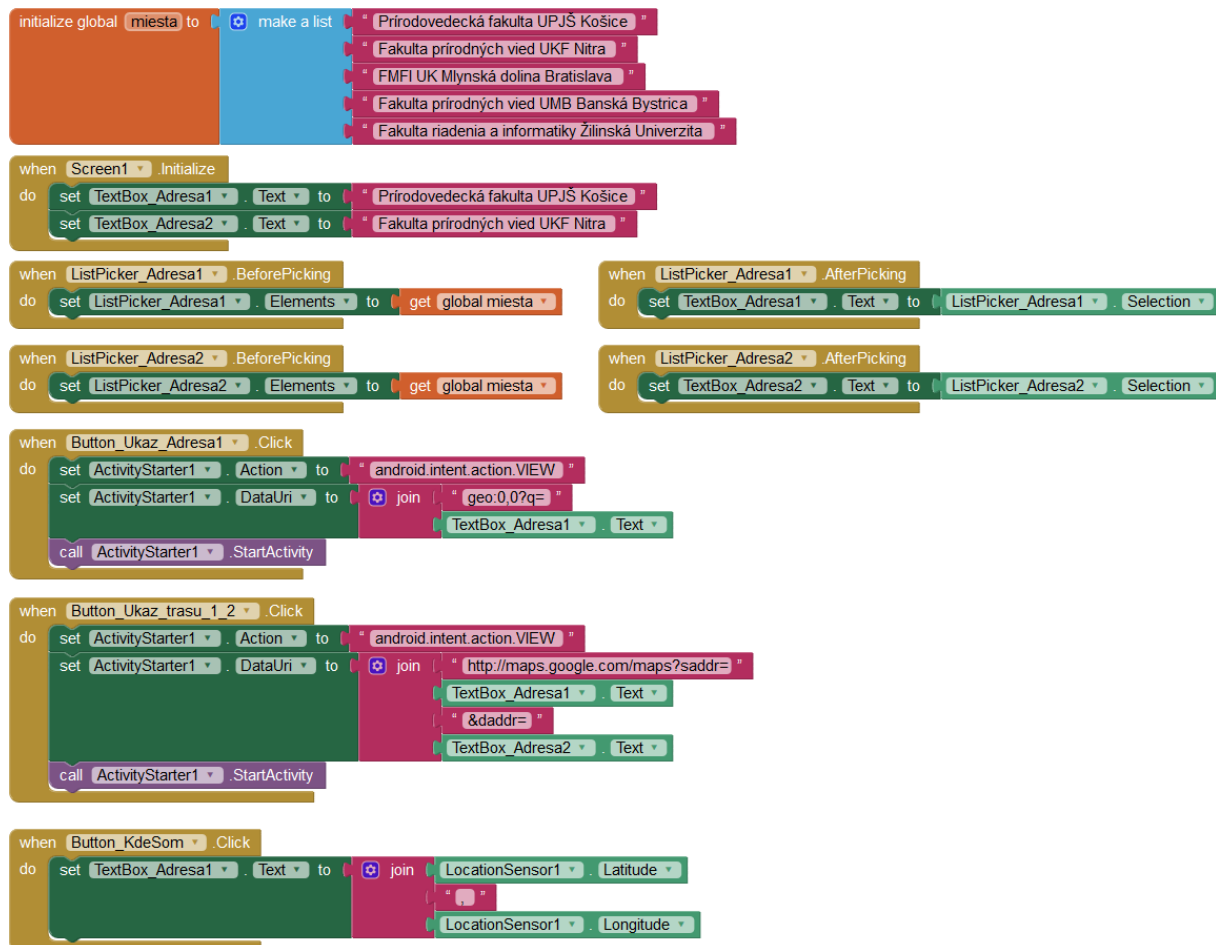 initialize global miesta to make a list " Prírodovedecká fakulta UPJŠ Košice "
" Fakulta prírodných vied UKF Nitra "
" FMFI UK Mlynská dolina Bratislava "
" Fakulta prírodných vied UMB Banská Bystrica "
" Fakulta riadenia a informatiky Žilinská Univerzita "
when Screen1 .Initialize
do set TextBox_Adresa1 . Text to " Prírodovedecká fakulta UPJŠ Košice "
set TextBox_Adresa2 . Text to " Fakulta prírodných vied UKF Nitra "
when ListPicker_Adresa1 .BeforePicking
do set ListPicker_Adresa1 . Elements to get global miesta
when ListPicker_Adresa1 .AfterPicking
do set TextBox_Adresa1 . Text to ListPicker_Adresa1 . Selection
when ListPicker_Adresa2 .BeforePicking
do set ListPicker_Adresa2 . Elements to get global miesta
when ListPicker_Adresa2 .AfterPicking
do set TextBox_Adresa2 . Text to ListPicker_Adresa2 . Selection
when Button_Ukaz_Adresa1 .Click
do set ActivityStarter1 . Action to " android.intent.action.VIEW "
set ActivityStarter1 . DataUri to join " geo:0,0?q= "
TextBox_Adresa1 . Text
call ActivityStarter1 .StartActivity
when Button_Ukaz_trasu_1_2 .Click
do set ActivityStarter1 . Action to " android.intent.action.VIEW "
set ActivityStarter1 . DataUri to join " http://maps.google.com/maps?saddr= "
TextBox_Adresa1 . Text
" &daddr= "
TextBox_Adresa2 . Text
call ActivityStarter1 .StartActivity
when Button_KdeSom .Click
do set TextBox_Adresa1 . Text to join LocationSensor1 . Latitude
" , "
LocationSensor1 . Longitude